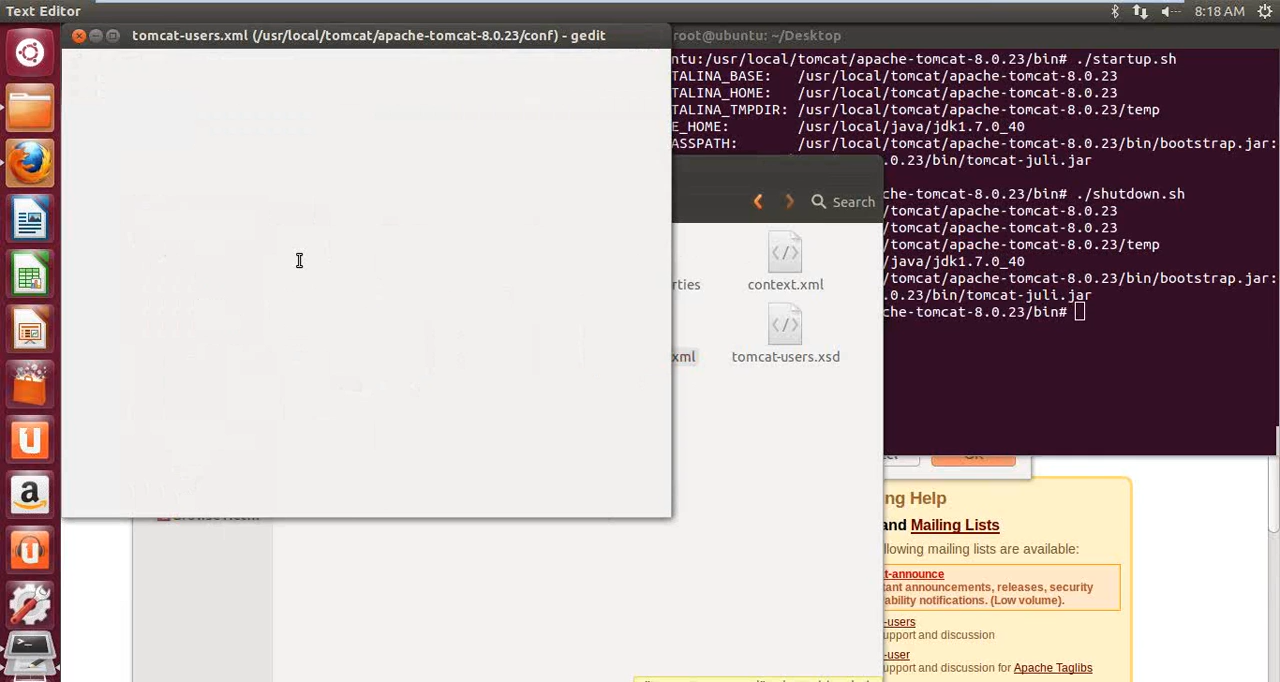 Text Editor
8:18 AM
tomcat-users.xml (/usr/local/tomcat/apache-tomcat-8.0.23/conf) - gedit
root@ubuntu: ~/Desktop
ntu:/usr/local/tomcat/apache-tomcat-8.0.23/bin# ./startup.sh
TALINA_BASE: /usr/local/tomcat/apache-tomcat-8.0.23
TALINA_HOME: /usr/local/tomcat/apache-tomcat-8.0.23
TALINA_TMPDIR: /usr/local/tomcat/apache-tomcat-8.0.23/temp
E_HOME: /usr/local/java/jdk1.7.0_40
ASSPATH: /usr/local/tomcat/apache-tomcat-8.0.23/bin/bootstrap.jar:
.0.23/bin/tomcat-juli.jar
che-tomcat-8.0.23/bin# ./shutdown.sh
/tomcat/apache-tomcat-8.0.23
/tomcat/apache-tomcat-8.0.23
/tomcat/apache-tomcat-8.0.23/temp
/java/jdk1.7.0_40
/tomcat/apache-tomcat-8.0.23/bin/bootstrap.jar:
.0.23/bin/tomcat-juli.jar
che-tomcat-8.0.23/bin#
Search
rties
context.xml
xml
tomcat-users.xsd
ng Help
and Mailing Lists
llowing mailing lists are available:
t-announce
tant announcements, releases, security
ability notifications. (Low volume).
-users
upport and discussion
-user
upport and discussion for Apache Taglibs